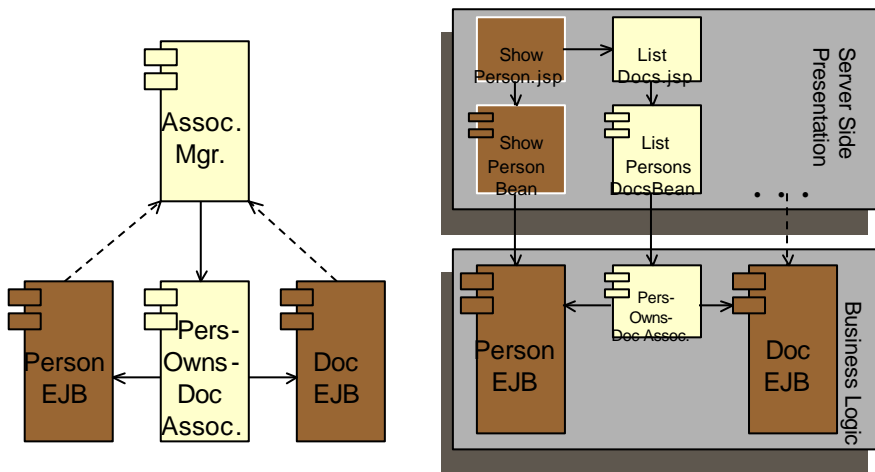 Assoc.
Mgr.
Person
EJB
Pers-
Owns-
Doc
Assoc.
Doc
EJB
Show
Person.jsp
List
Docs.jsp
Show
Person
Bean
List
Persons
DocsBean
Server Side
Presentation
. . .
Person
EJB
Pers-
Owns-
Doc Assoc.
Doc
EJB
Business Logic